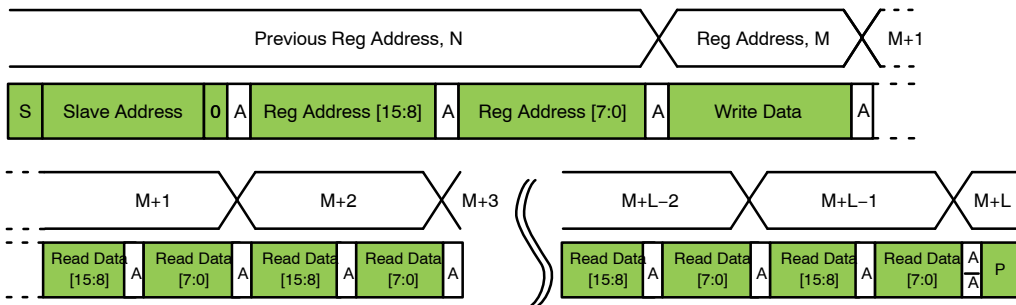 Previous Reg Address, N Reg Address, M M+1
S Slave Address 0 A Reg Address [15:8] A Reg Address [7:0] A Write Data A
M+1 M+2 M+3 M+L−2 M+L−1 M+L
Read Data [15:8] A Read Data [7:0] A Read Data [15:8] A Read Data [7:0] A Read Data [15:8] A Read Data [7:0] A Read Data [15:8] A Read Data [7:0] A A P